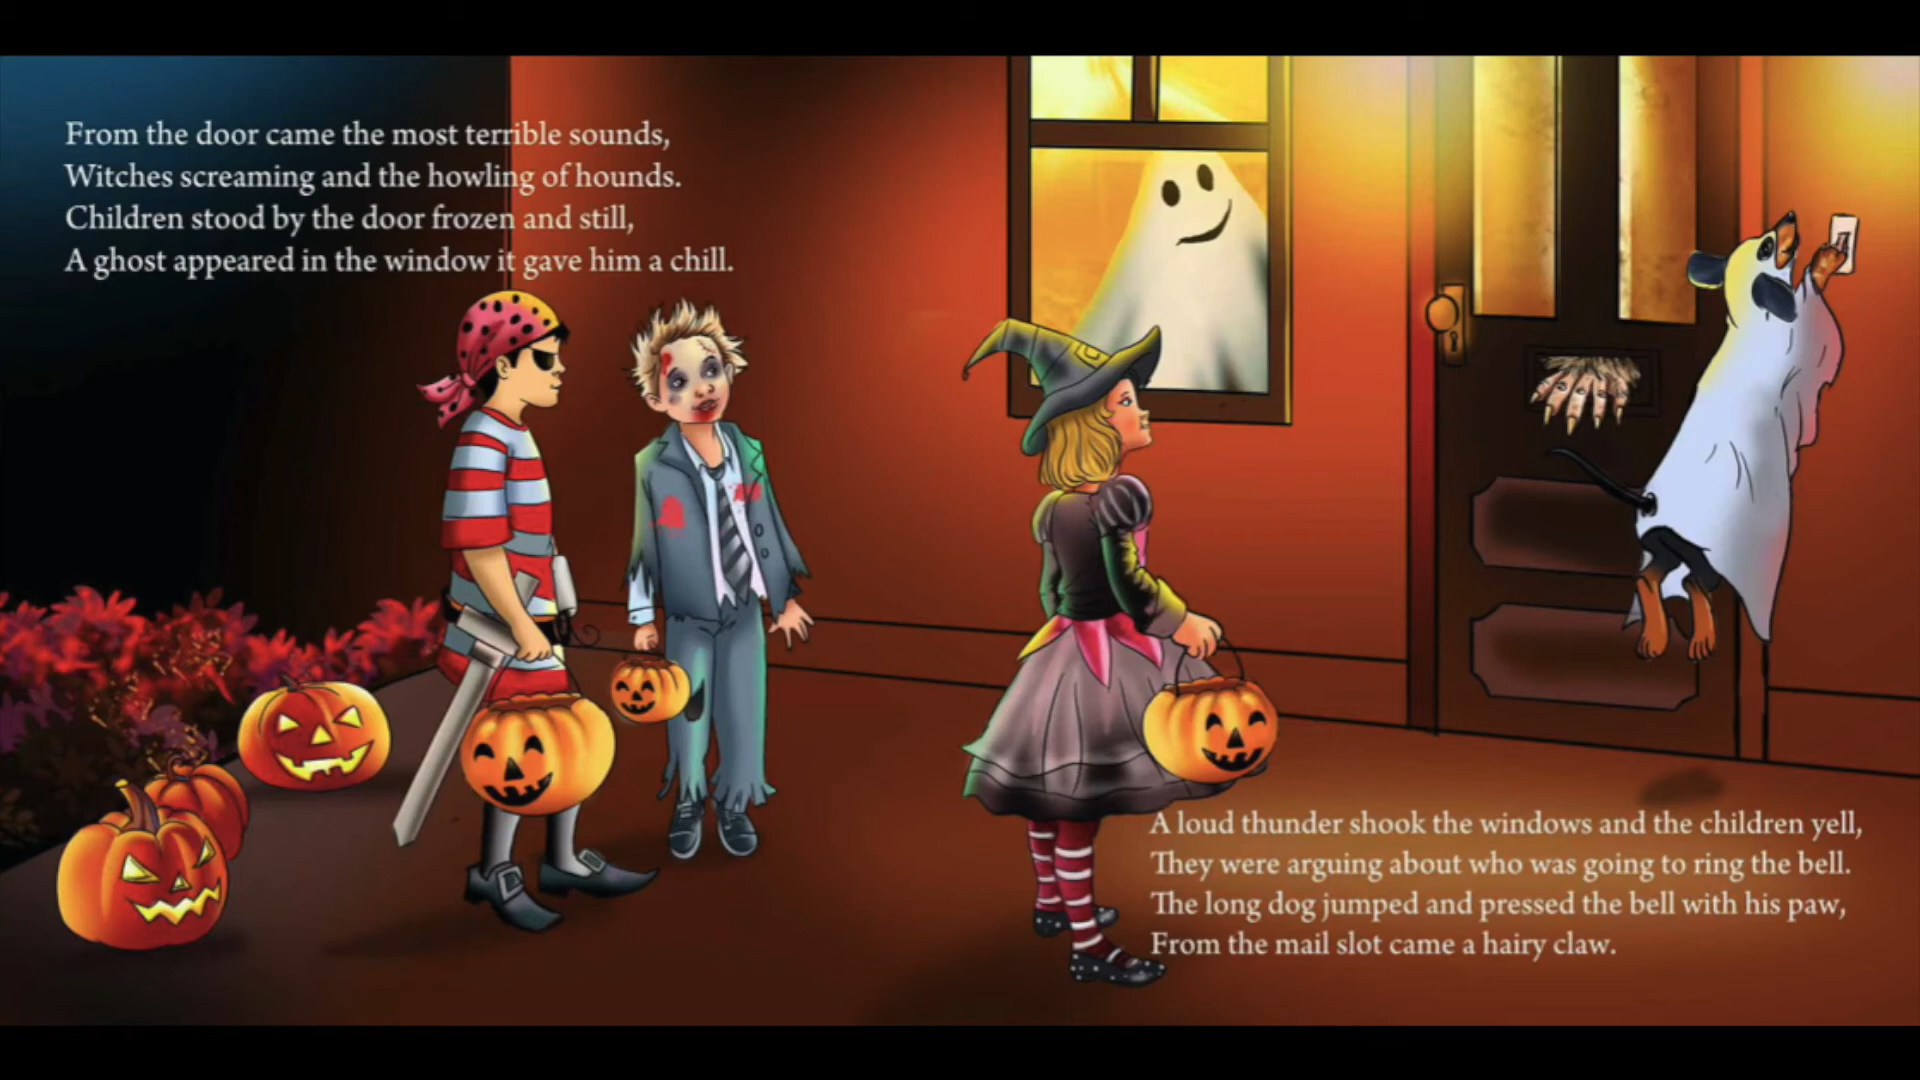 From the door came the most terrible sounds,
Witches screaming and the howling of hounds.
Children stood by the door frozen and still,
A ghost appeared in the window it gave him a chill.
A loud thunder shook the windows and the children yell,
They were arguing about who was going to ring the bell.
The long dog jumped and pressed the bell with his paw,
From the mail slot came a hairy claw.